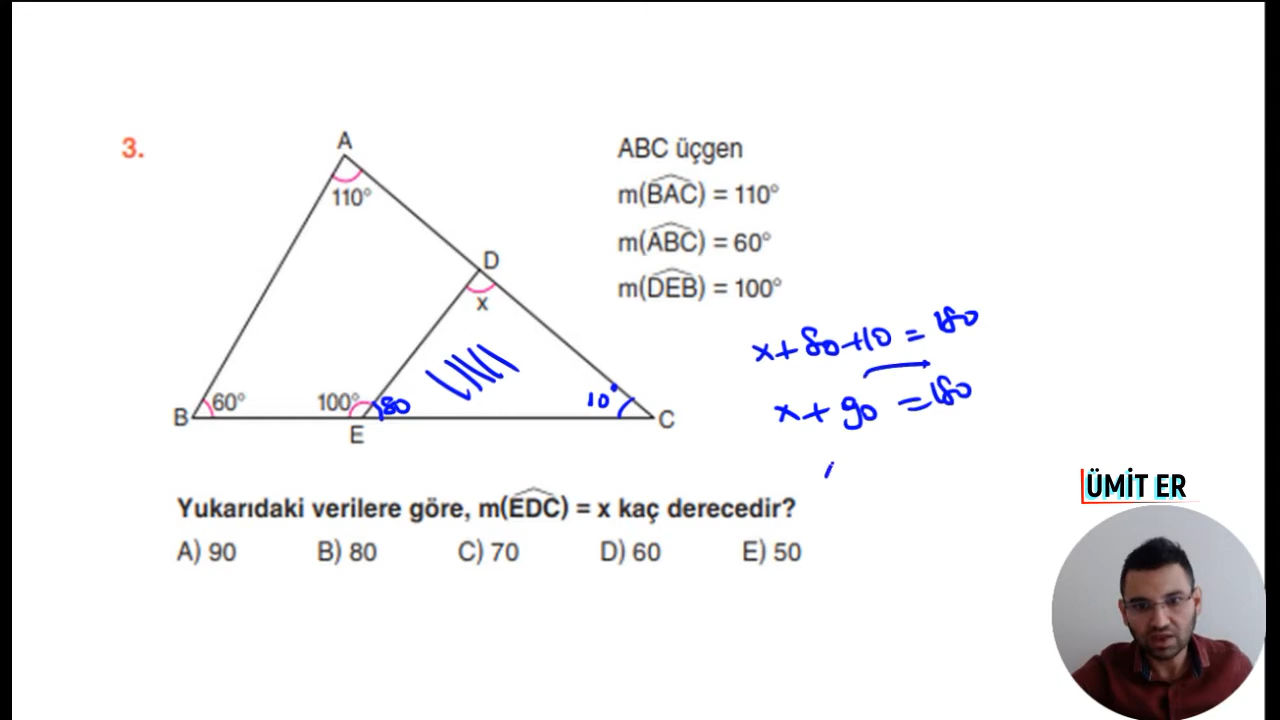 3.
A
110°
D
x
B
60°
100°
80
E
10°
C
ABC üçgen
m(BAC) = 110°
m(ABC) = 60°
m(DEB) = 100°
x+80+10 = 180
x+90 = 180
Yukarıdaki verilere göre, m(EDC) = x kaç derecedir?
A) 90 B) 80 C) 70 D) 60 E) 50
ÜMİT ER